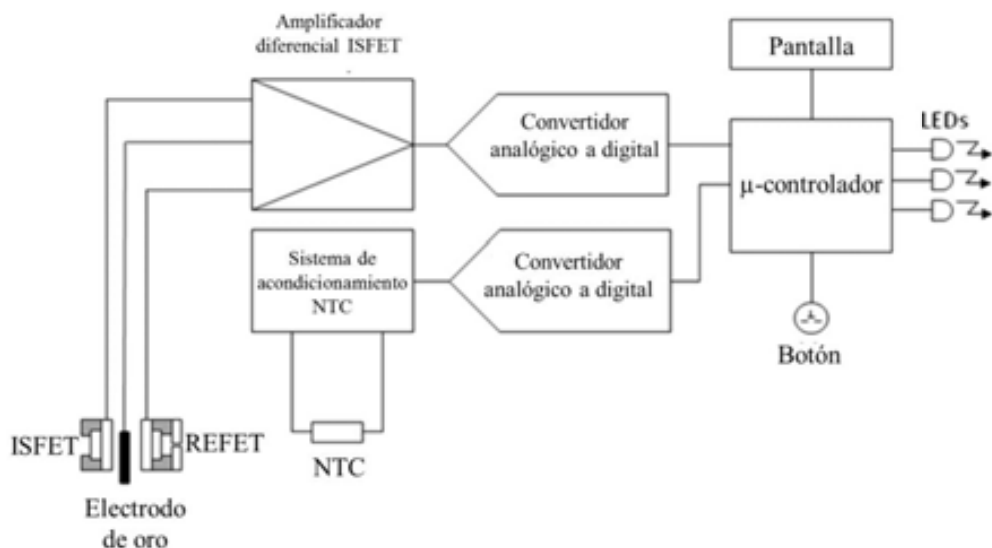 Amplificador
diferencial ISFET
Pantalla
Convertidor
analógico a digital
LEDs
μ-controlador
Sistema de
acondicionamiento
NTC
Convertidor
analógico a digital
Botón
ISFET
REFET
NTC
Electrodo
de oro